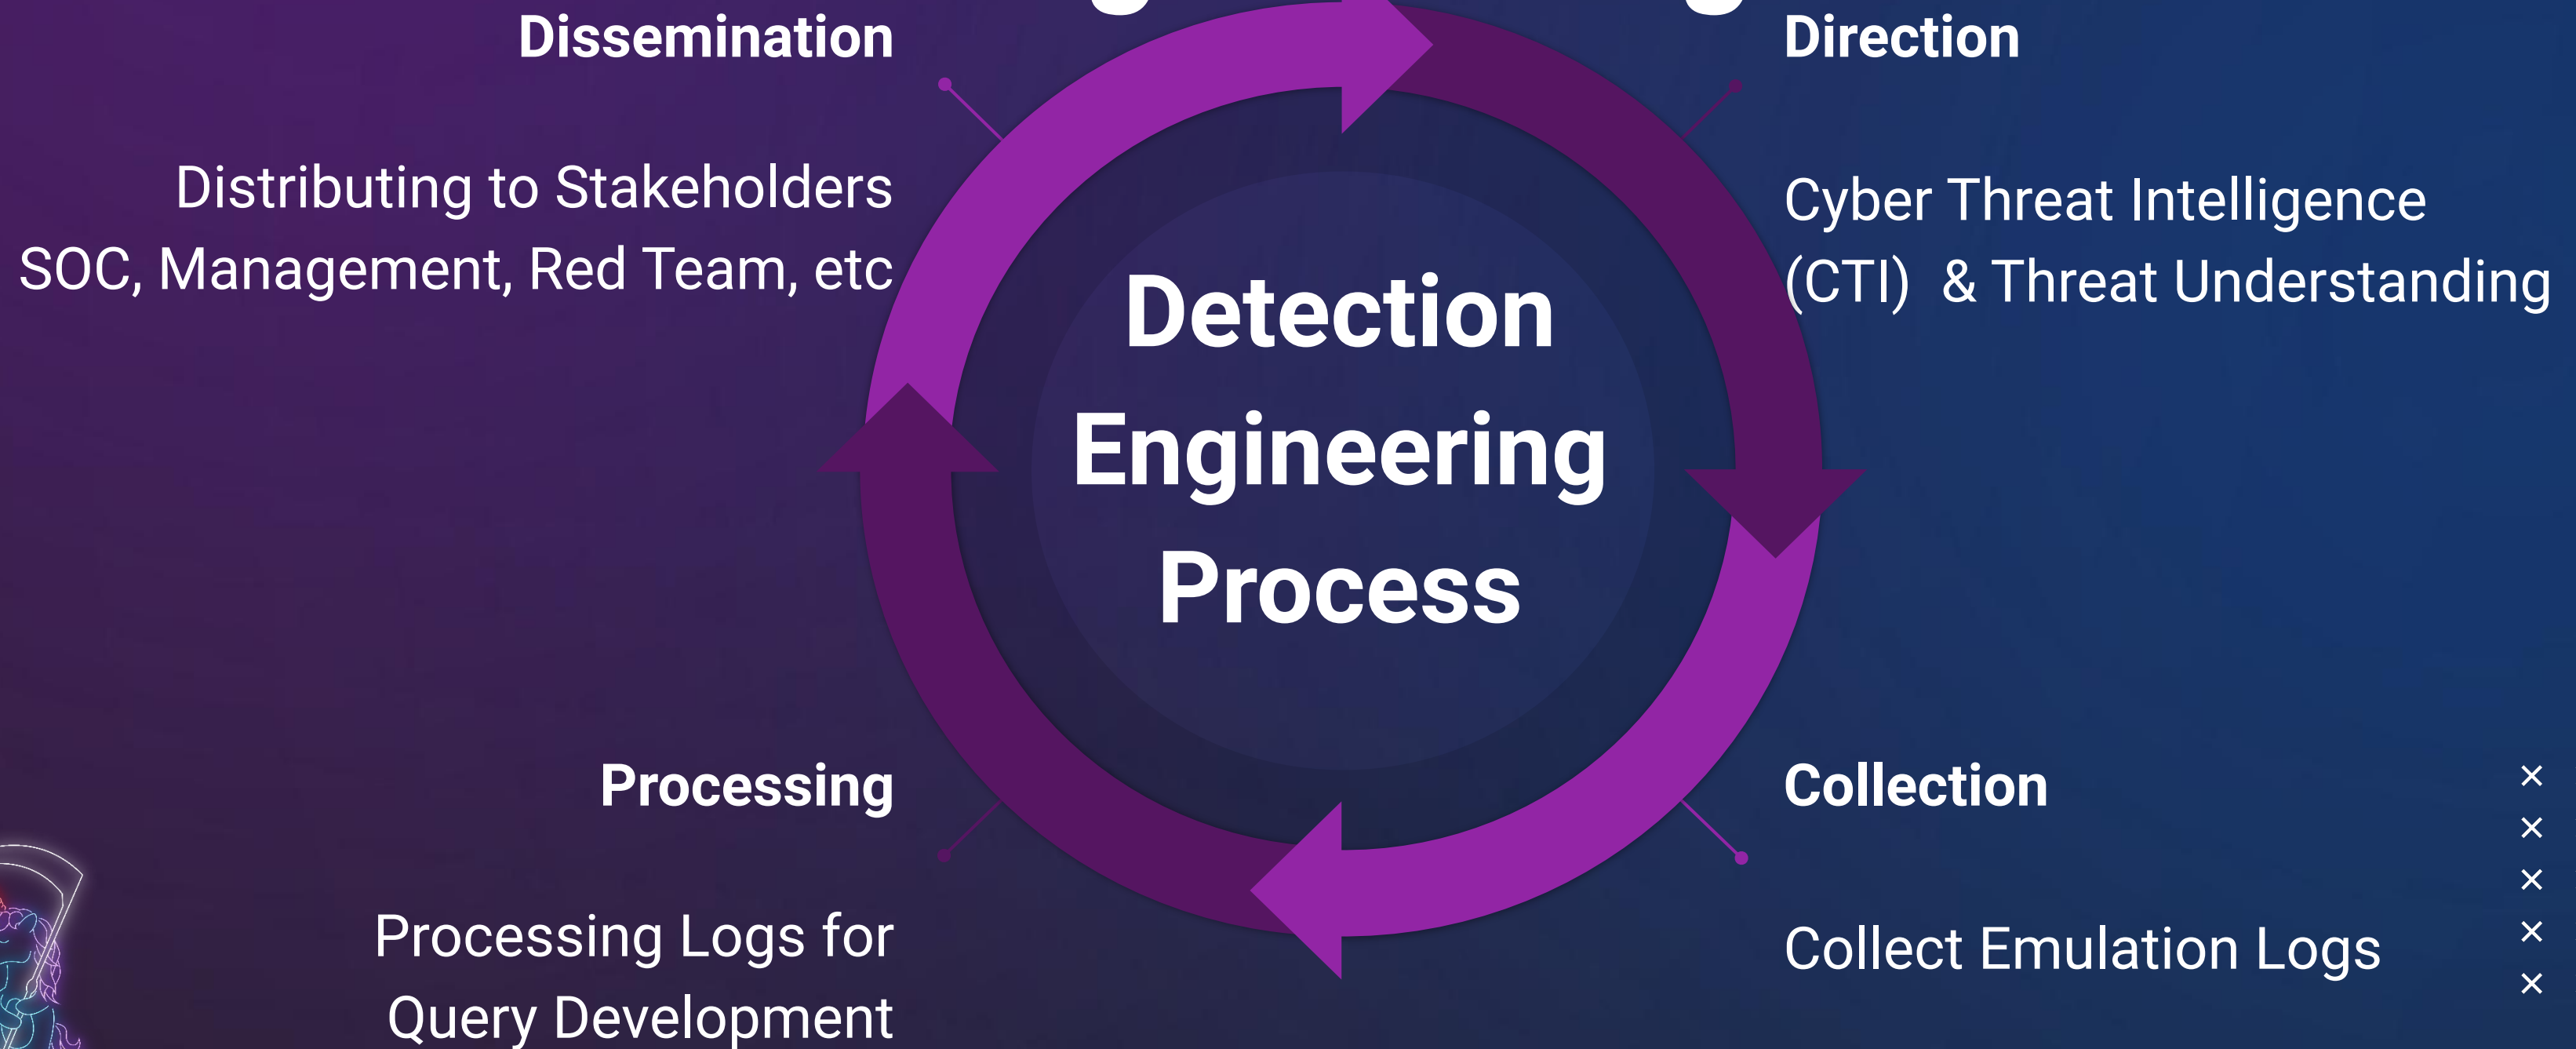 Dissemination
Distributing to Stakeholders
SOC, Management, Red Team, etc
Direction
Cyber Threat Intelligence
(CTI)  & Threat Understanding
Detection
Engineering
Process
Processing
Processing Logs for
Query Development
Collection
Collect Emulation Logs